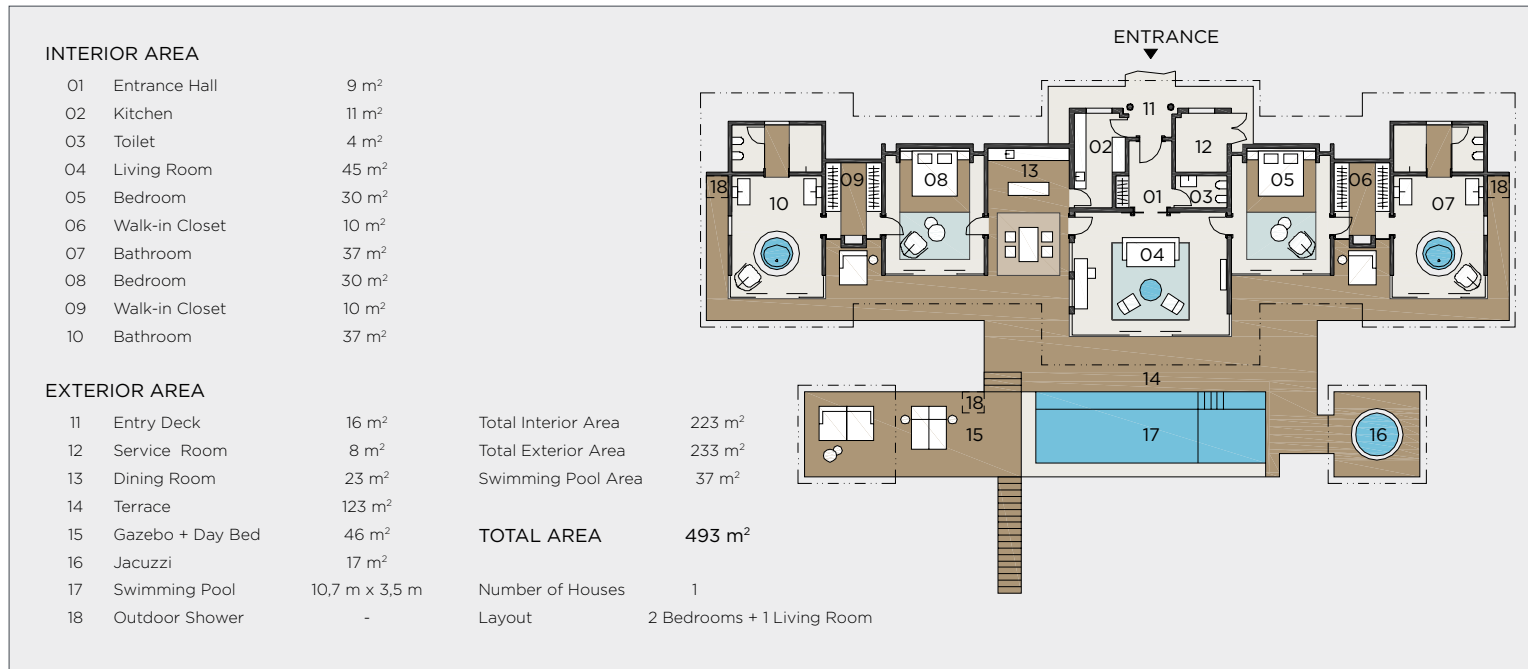 INTERIOR AREA
01 Entrance Hall 9 m²
02 Kitchen 11 m²
03 Toilet 4 m²
04 Living Room 45 m²
05 Bedroom 30 m²
06 Walk-in Closet 10 m²
07 Bathroom 37 m²
08 Bedroom 30 m²
09 Walk-in Closet 10 m²
10 Bathroom 37 m²
EXTERIOR AREA
11 Entry Deck 16 m²
12 Service Room 8 m²
13 Dining Room 23 m²
14 Terrace 123 m²
15 Gazebo + Day Bed 46 m²
16 Jacuzzi 17 m²
17 Swimming Pool 10,7 m x 3,5 m
18 Outdoor Shower -
Total Interior Area 223 m²
Total Exterior Area 233 m²
Swimming Pool Area 37 m²
TOTAL AREA 493 m²
Number of Houses 1
Layout 2 Bedrooms + 1 Living Room
ENTRANCE
11
02
12
13
18
09
08
05
06
18
10
01
03
07
04
14
18
15
17
16